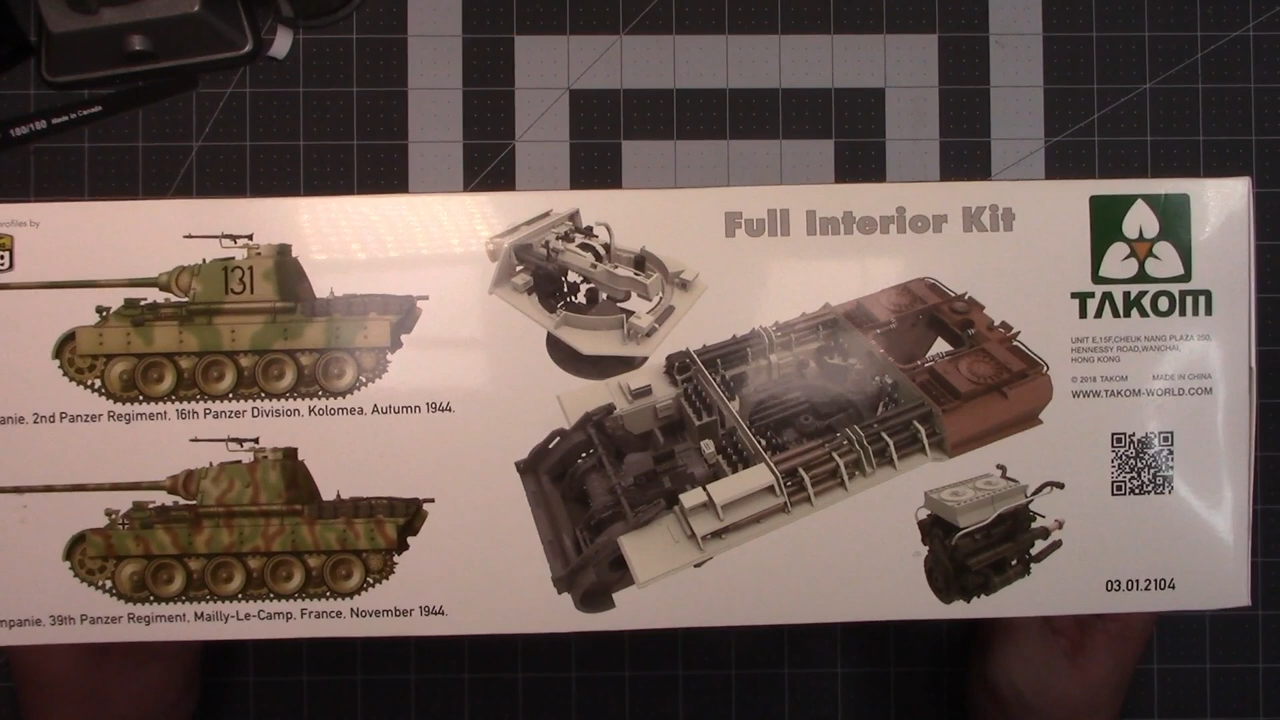 180/180 Made in Canada
profiles by
131
anie, 2nd Panzer Regiment, 16th Panzer Division, Kolomea, Autumn 1944.
mpanie, 39th Panzer Regiment, Mailly-Le-Camp, France, November 1944.
Full Interior Kit
TAKOM
UNIT E,15F,CHEUK NANG PLAZA 250,
HENNESSY ROAD,WANCHAI,
HONG KONG
© 2018 TAKOM MADE IN CHINA
WWW.TAKOM-WORLD.COM
03.01.2104